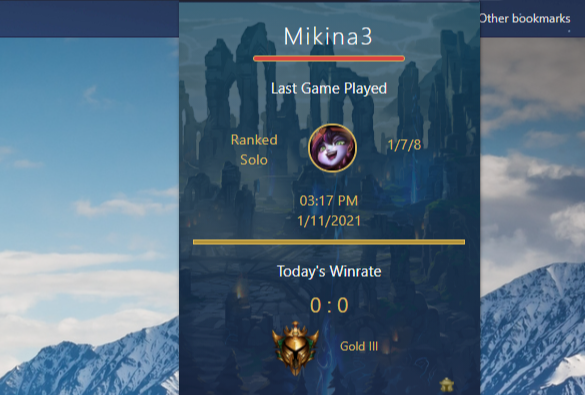 Other bookmarks
Mikina3
Last Game Played
Ranked
Solo
1/7/8
03:17 PM
1/11/2021
Today's Winrate
0 : 0
Gold III